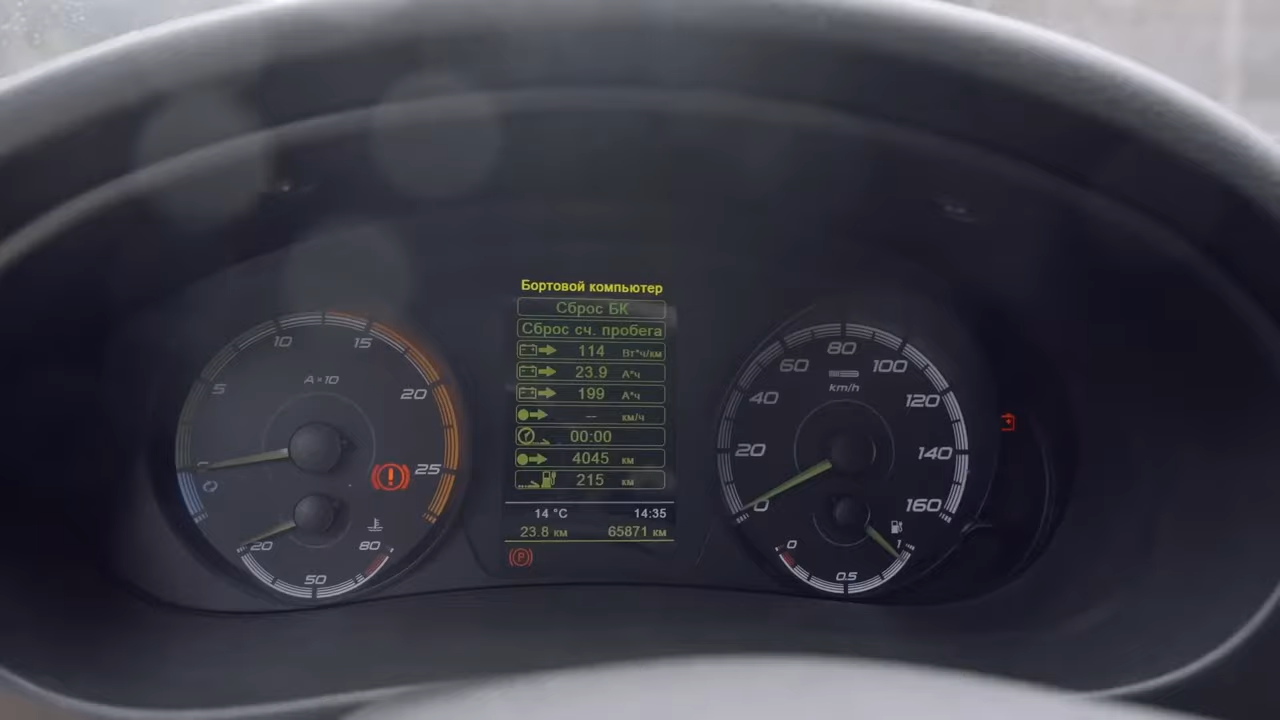 Бортовой компьютер
Сброс БК
Сброс сч. пробега
114 Вт*ч/км
23.9 А*ч
199 А*ч
-- км/ч
00:00
4045 км
215 км
14 °C 14:35
23.8 км 65871 км
P
A×10
0
5
10
15
20
25
20
50
80
km/h
0
20
40
60
80
100
120
140
160
0
0.5
1